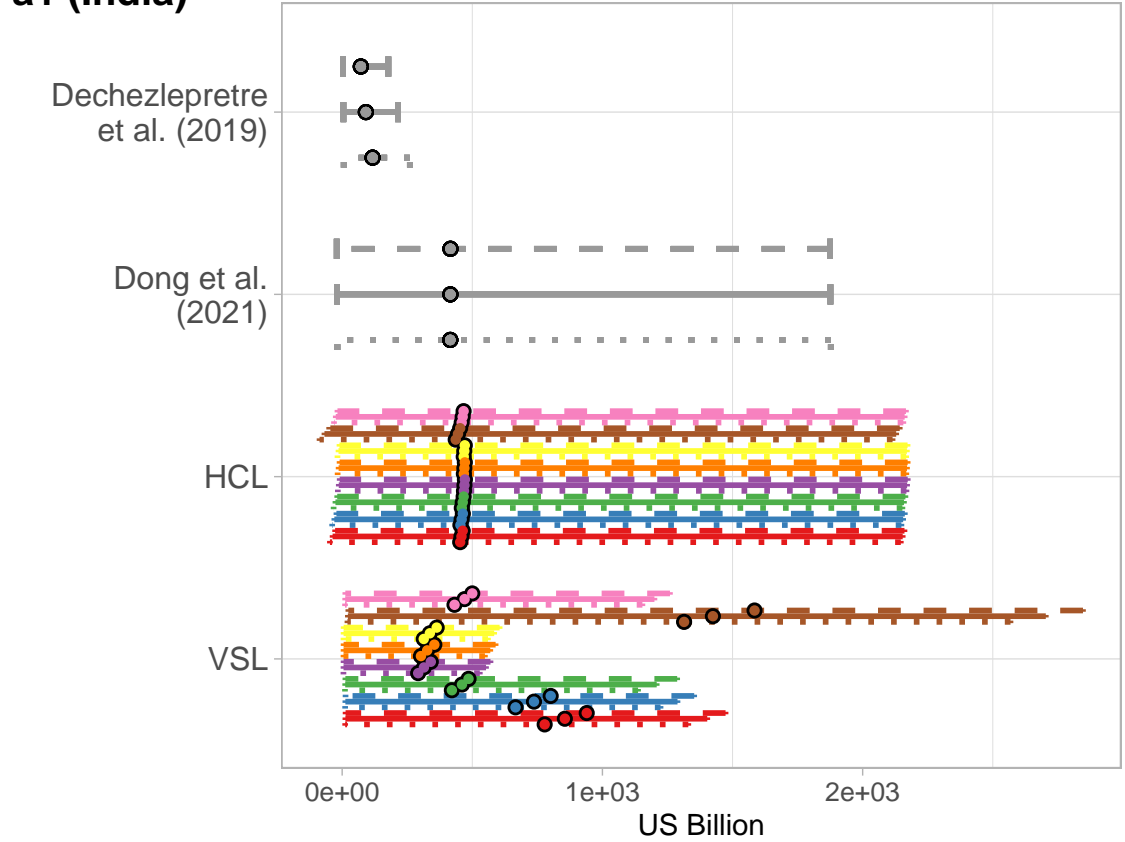 Dechezlepretre
et al. (2019)
Dong et al.
(2021)
HCL
VSL
0e+00 1e+03 2e+03
US Billion